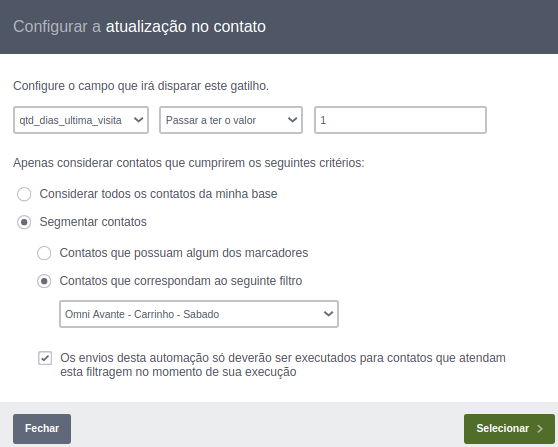 Configurar a atualização no contato
Configure o campo que irá disparar este gatilho.
qtd_dias_ultima_visita Passar a ter o valor 1
Apenas considerar contatos que cumprirem os seguintes critérios:
Considerar todos os contatos da minha base
Segmentar contatos
Contatos que possuam algum dos marcadores
Contatos que correspondam ao seguinte filtro
Omni Avante - Carrinho - Sabado
Os envios desta automação só deverão ser executados para contatos que atendam
esta filtragem no momento de sua execução
Fechar Selecionar